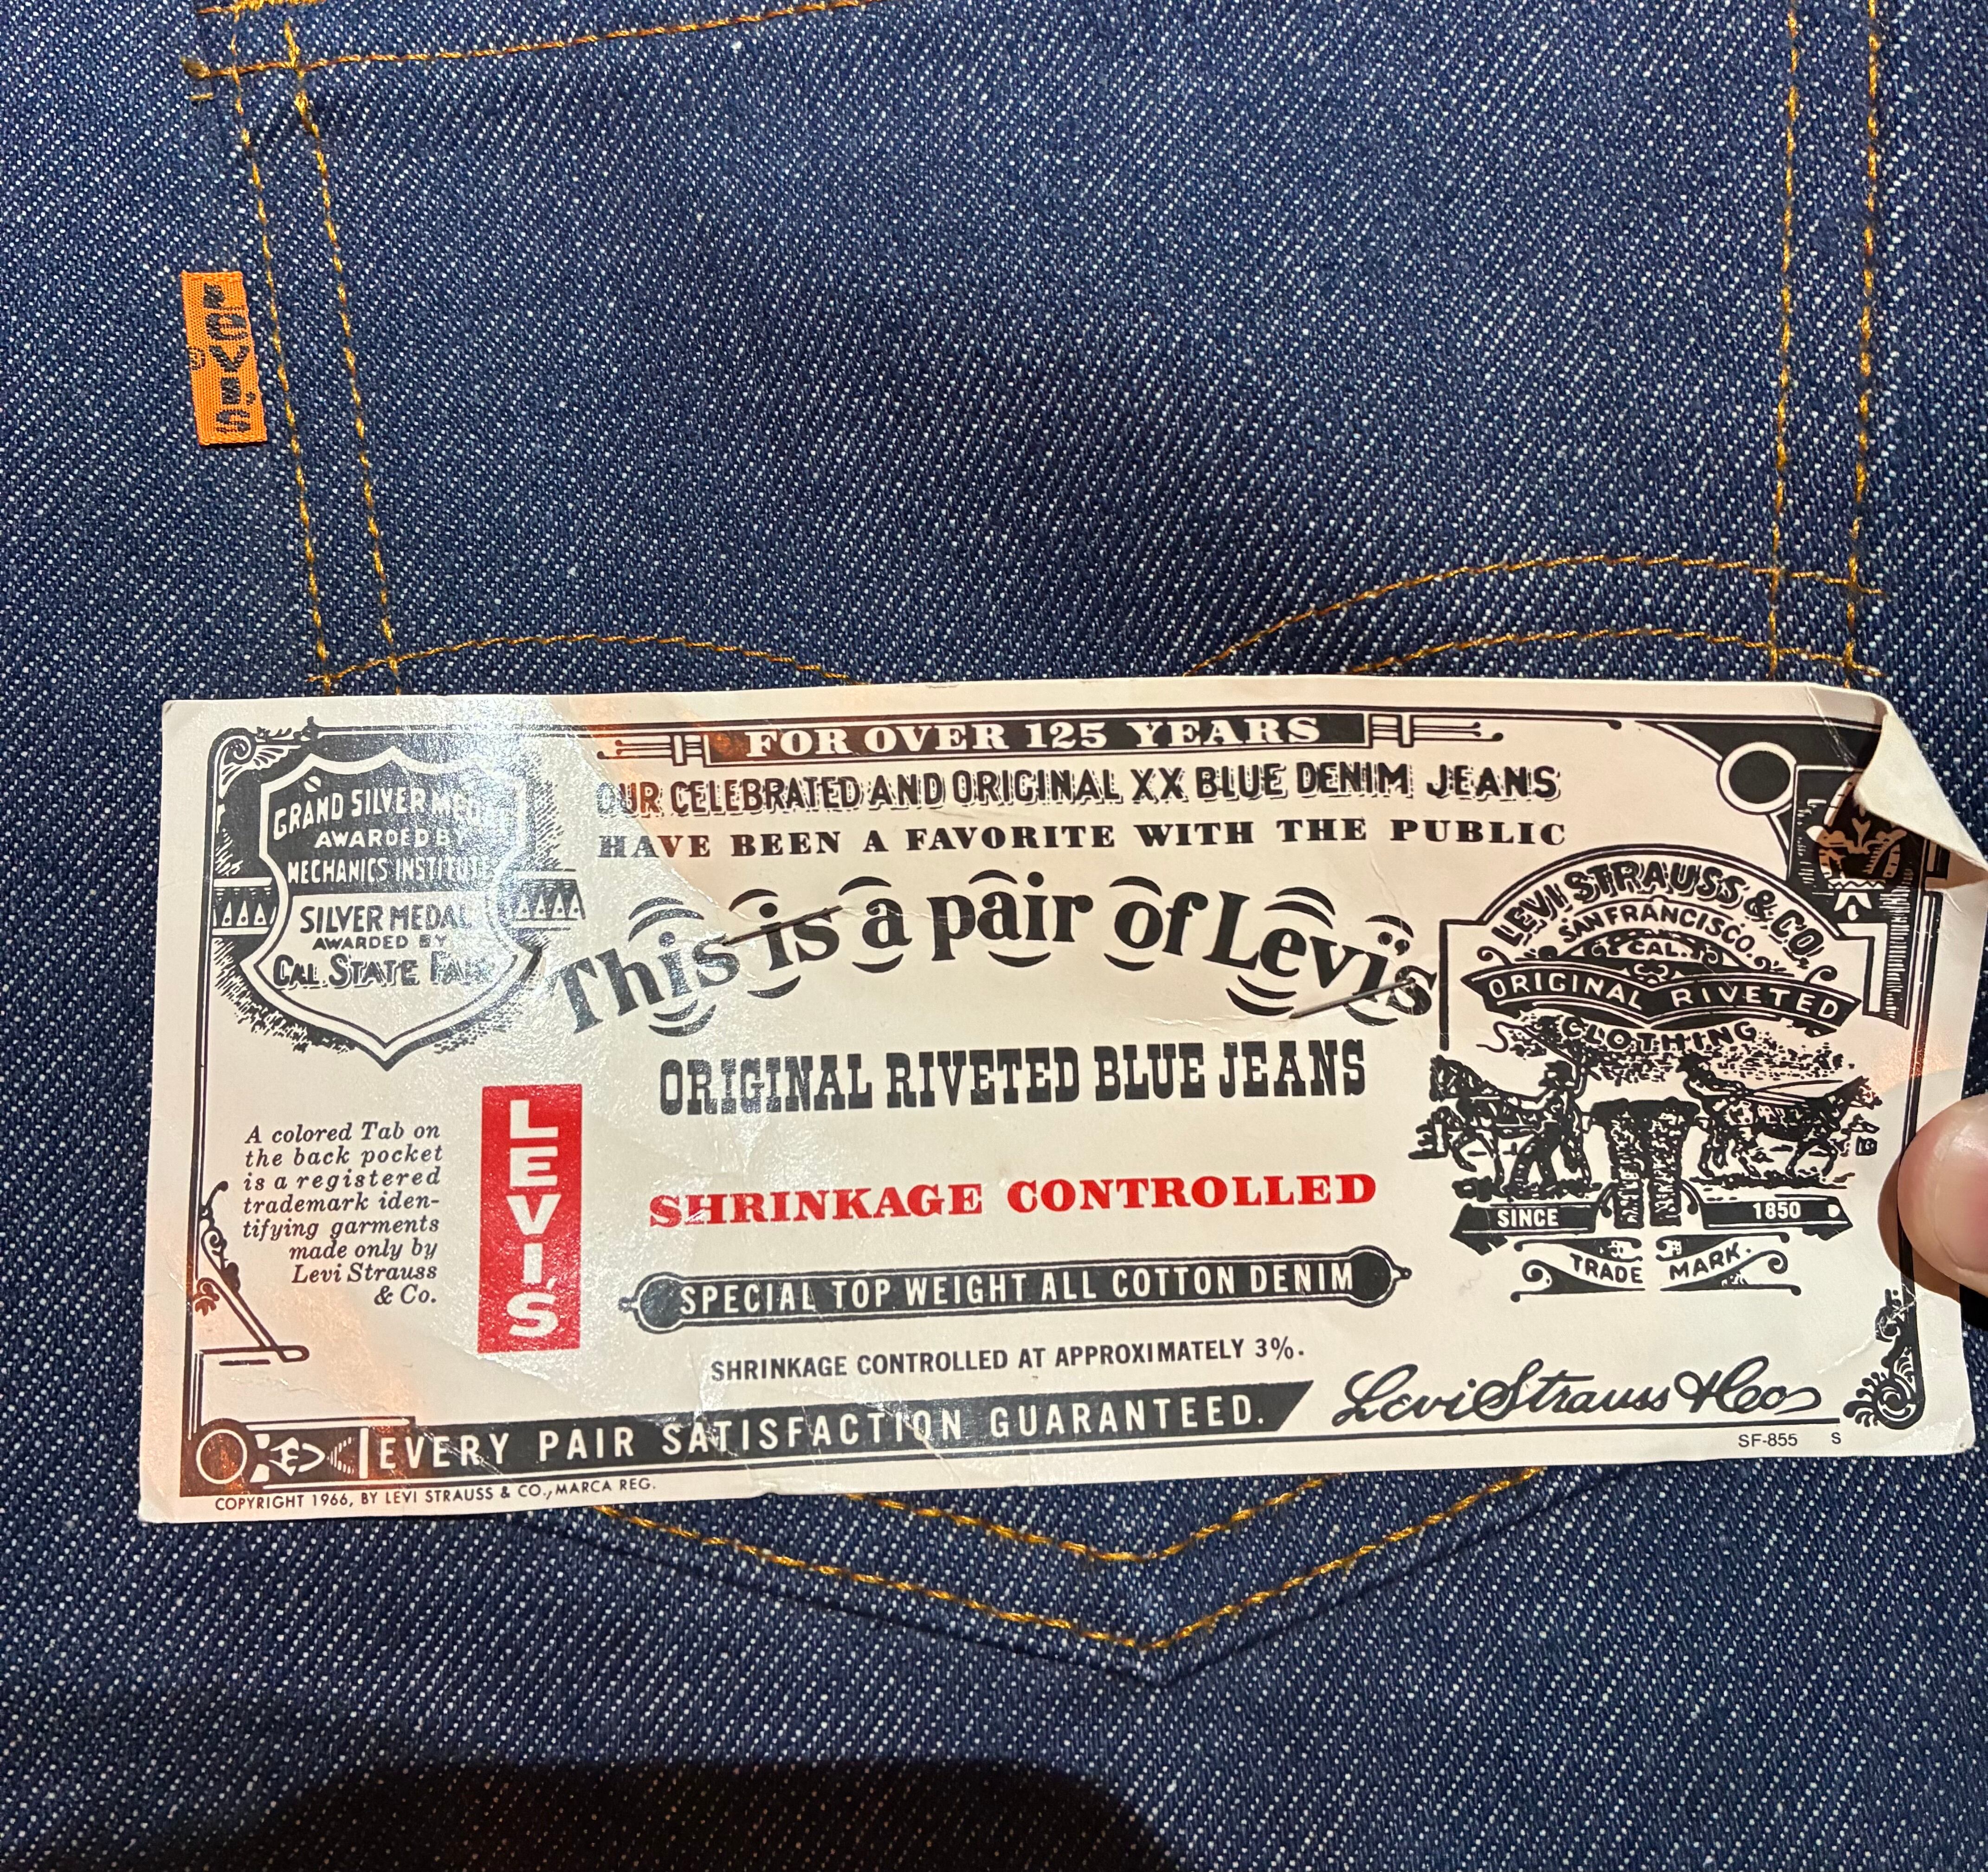 LEVI'S
®
FOR OVER 125 YEARS
OUR CELEBRATED AND ORIGINAL XX BLUE DENIM JEANS
HAVE BEEN A FAVORITE WITH THE PUBLIC
GRAND SILVER MEDAL
AWARDED BY
MECHANICS INSTITUTE
SILVER MEDAL
AWARDED BY
CAL. STATE FAIR
This is a pair of Levi's
ORIGINAL RIVETED BLUE JEANS
LEVI STRAUSS & CO.
SAN FRANCISCO.
CAL.
ORIGINAL RIVETED
CLOTHING
SINCE 1850
TRADE MARK.
A colored Tab on
the back pocket
is a registered
trademark iden-
tifying garments
made only by
Levi Strauss
& Co.
LEVI'S
SHRINKAGE CONTROLLED
SPECIAL TOP WEIGHT ALL COTTON DENIM
SHRINKAGE CONTROLLED AT APPROXIMATELY 3%.
EVERY PAIR SATISFACTION GUARANTEED.
Levi Strauss & Co
SF-855 S
COPYRIGHT 1966, BY LEVI STRAUSS & CO., MARCA REG.